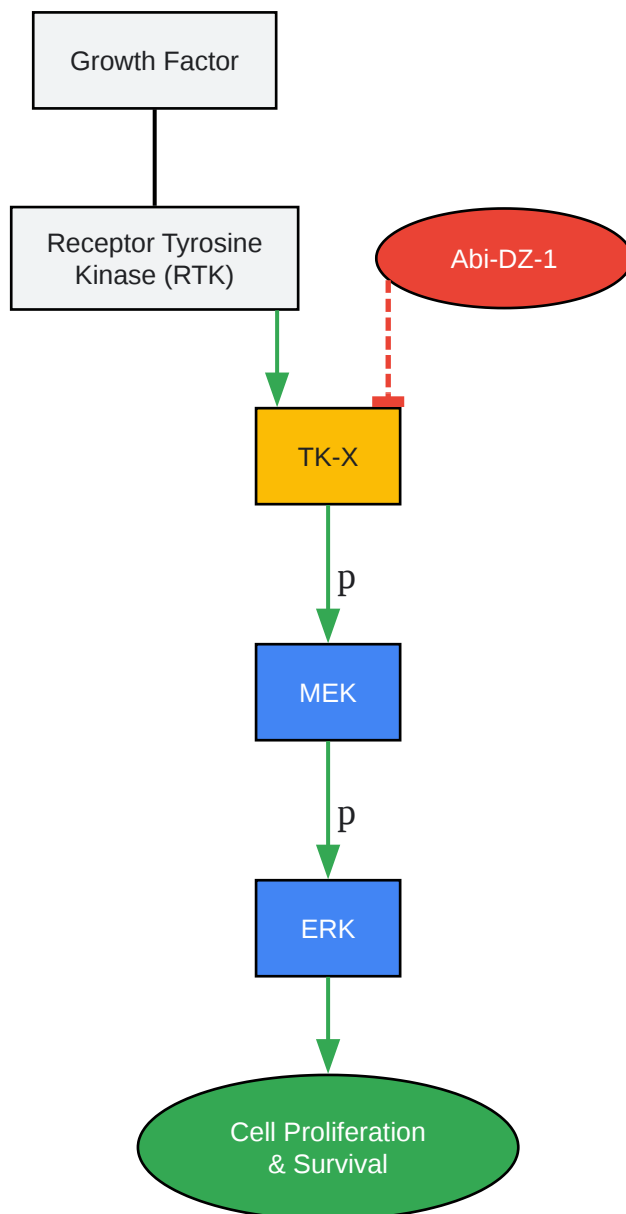 Growth Factor
Receptor Tyrosine
Kinase (RTK)
Abi-DZ-1
TK-X
p
MEK
p
ERK
Cell Proliferation
& Survival